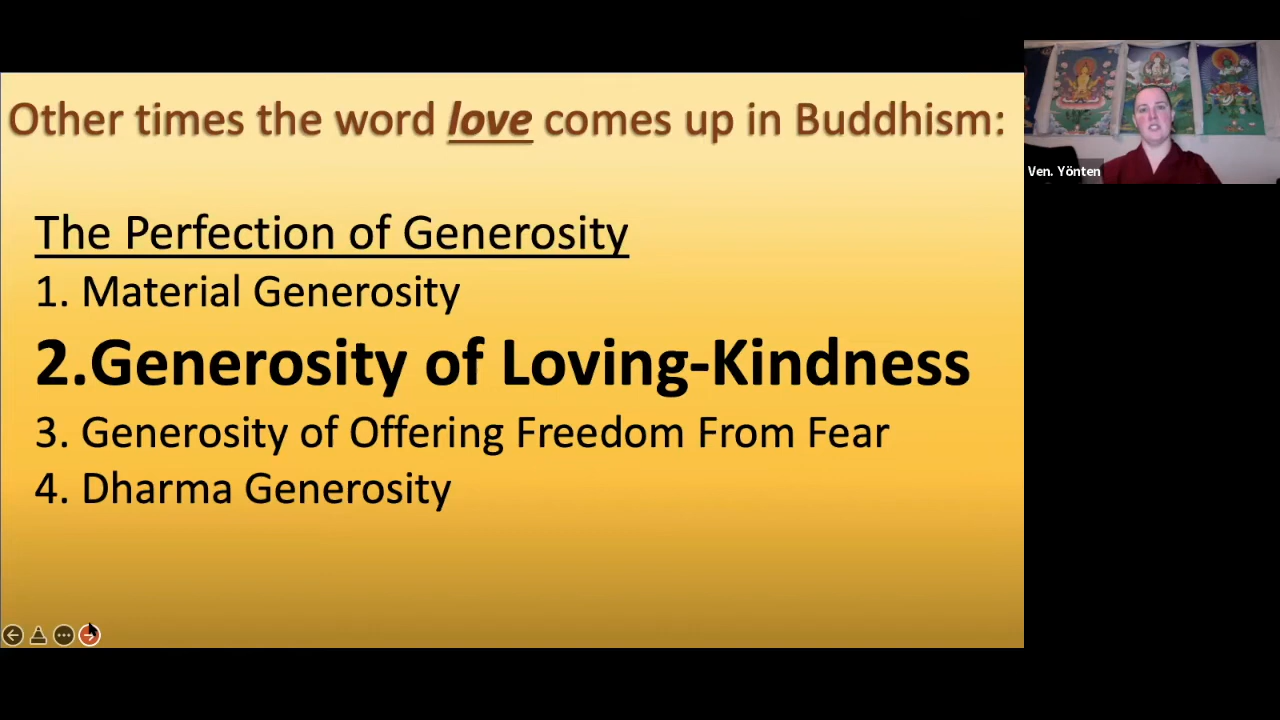 Other times the word love comes up in Buddhism:
The Perfection of Generosity
1. Material Generosity
2.Generosity of Loving-Kindness
3. Generosity of Offering Freedom From Fear
4. Dharma Generosity
Ven. Yönten